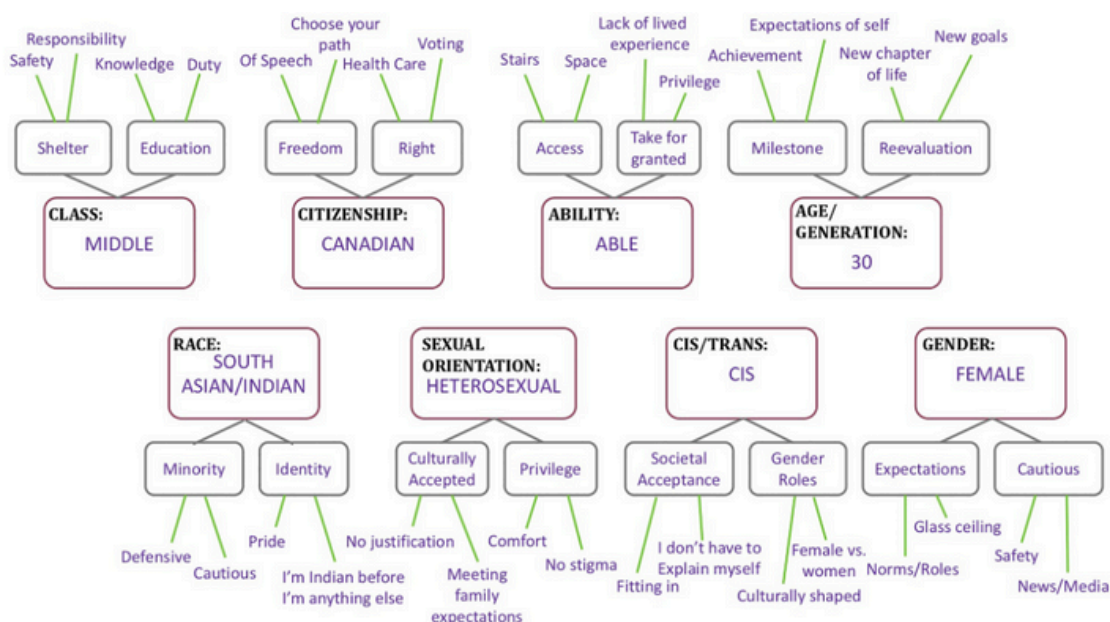 Responsibility
Safety
Knowledge
Duty
Shelter
Education
CLASS:
MIDDLE
Choose your
path
Of Speech
Health Care
Voting
Freedom
Right
CITIZENSHIP:
CANADIAN
Lack of lived
experience
Stairs
Space
Privilege
Access
Take for
granted
ABILITY:
ABLE
Expectations of self
Achievement
New chapter
of life
New goals
Milestone
Reevaluation
AGE/
GENERATION:
30
RACE:
SOUTH
ASIAN/INDIAN
Minority
Identity
Defensive
Cautious
Pride
I'm Indian before
I'm anything else
SEXUAL
ORIENTATION:
HETEROSEXUAL
Culturally
Accepted
Privilege
No justification
Meeting
family
expectations
Comfort
No stigma
CIS/TRANS:
CIS
Societal
Acceptance
Gender
Roles
Fitting in
I don't have to
Explain myself
Female vs.
women
Culturally shaped
GENDER:
FEMALE
Expectations
Cautious
Glass ceiling
Norms/Roles
Safety
News/Media